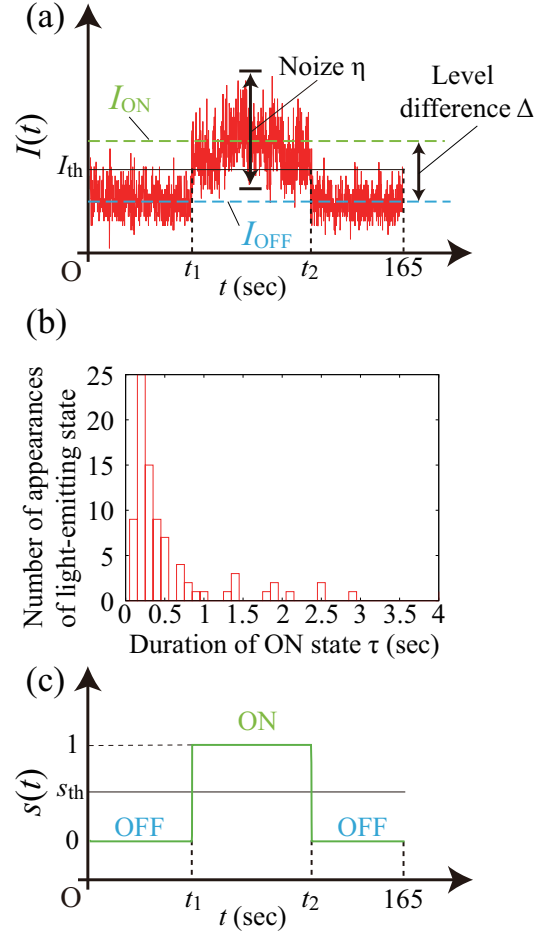 (a)
Noize η
Level
difference Δ
I_ON
I(t)
I_th
I_OFF
O
t_1
t_2
165
t (sec)
(b)
Number of appearances
of light-emitting state
25
20
15
10
5
0
0 0.5 1 1.5 2 2.5 3 3.5 4
Duration of ON state τ (sec)
(c)
ON
1
s(t)
s_th
OFF
OFF
0
O
t_1
t_2
165
t (sec)